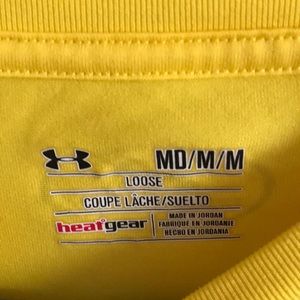 MD/M/M
LOOSE
COUPE LÂCHE/SUELTO
heatgear
MADE IN JORDAN
FABRIQUÉ EN JORDANIE
HECHO EN JORDANIA